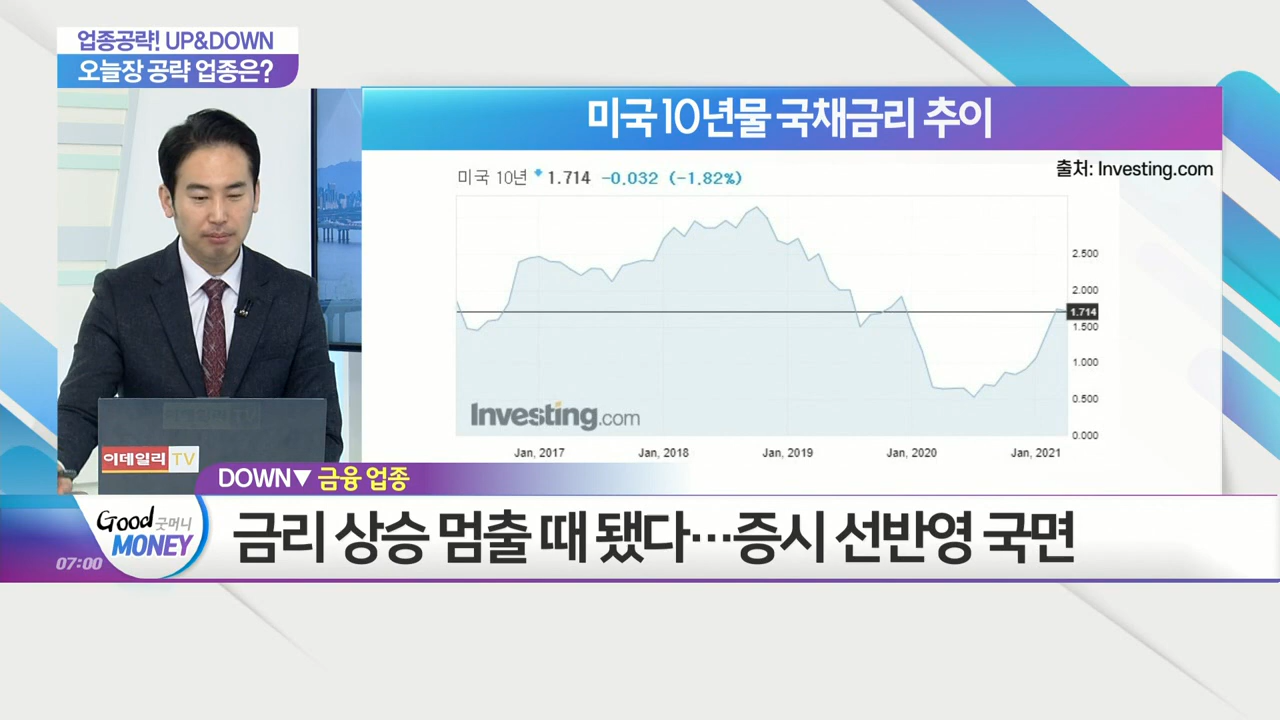 업종공략! UP&DOWN
오늘장 공략 업종은?
미국 10년물 국채금리 추이
출처: Investing.com
미국 10년 1.714 -0.032 (-1.82%)
2.500
2.000
1.714
1.500
1.000
0.500
0.000
Investing.com
Jan, 2017 Jan, 2018 Jan, 2019 Jan, 2020 Jan, 2021
이데일리 TV
DOWN▼ 금융 업종
Good 굿머니
MONEY
금리 상승 멈출 때 됐다…증시 선반영 국면
07:00